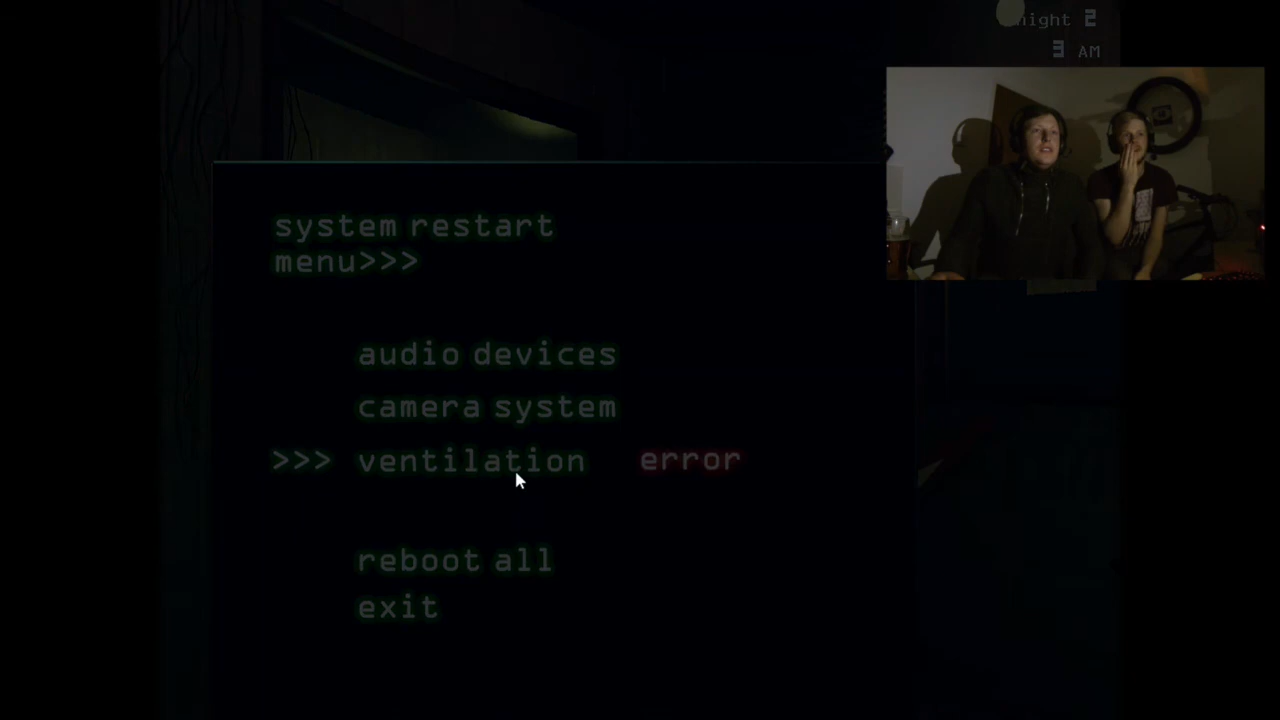 night 2
3 AM
system restart
menu>>>
audio devices
camera system
>>> ventilation error
reboot all
exit